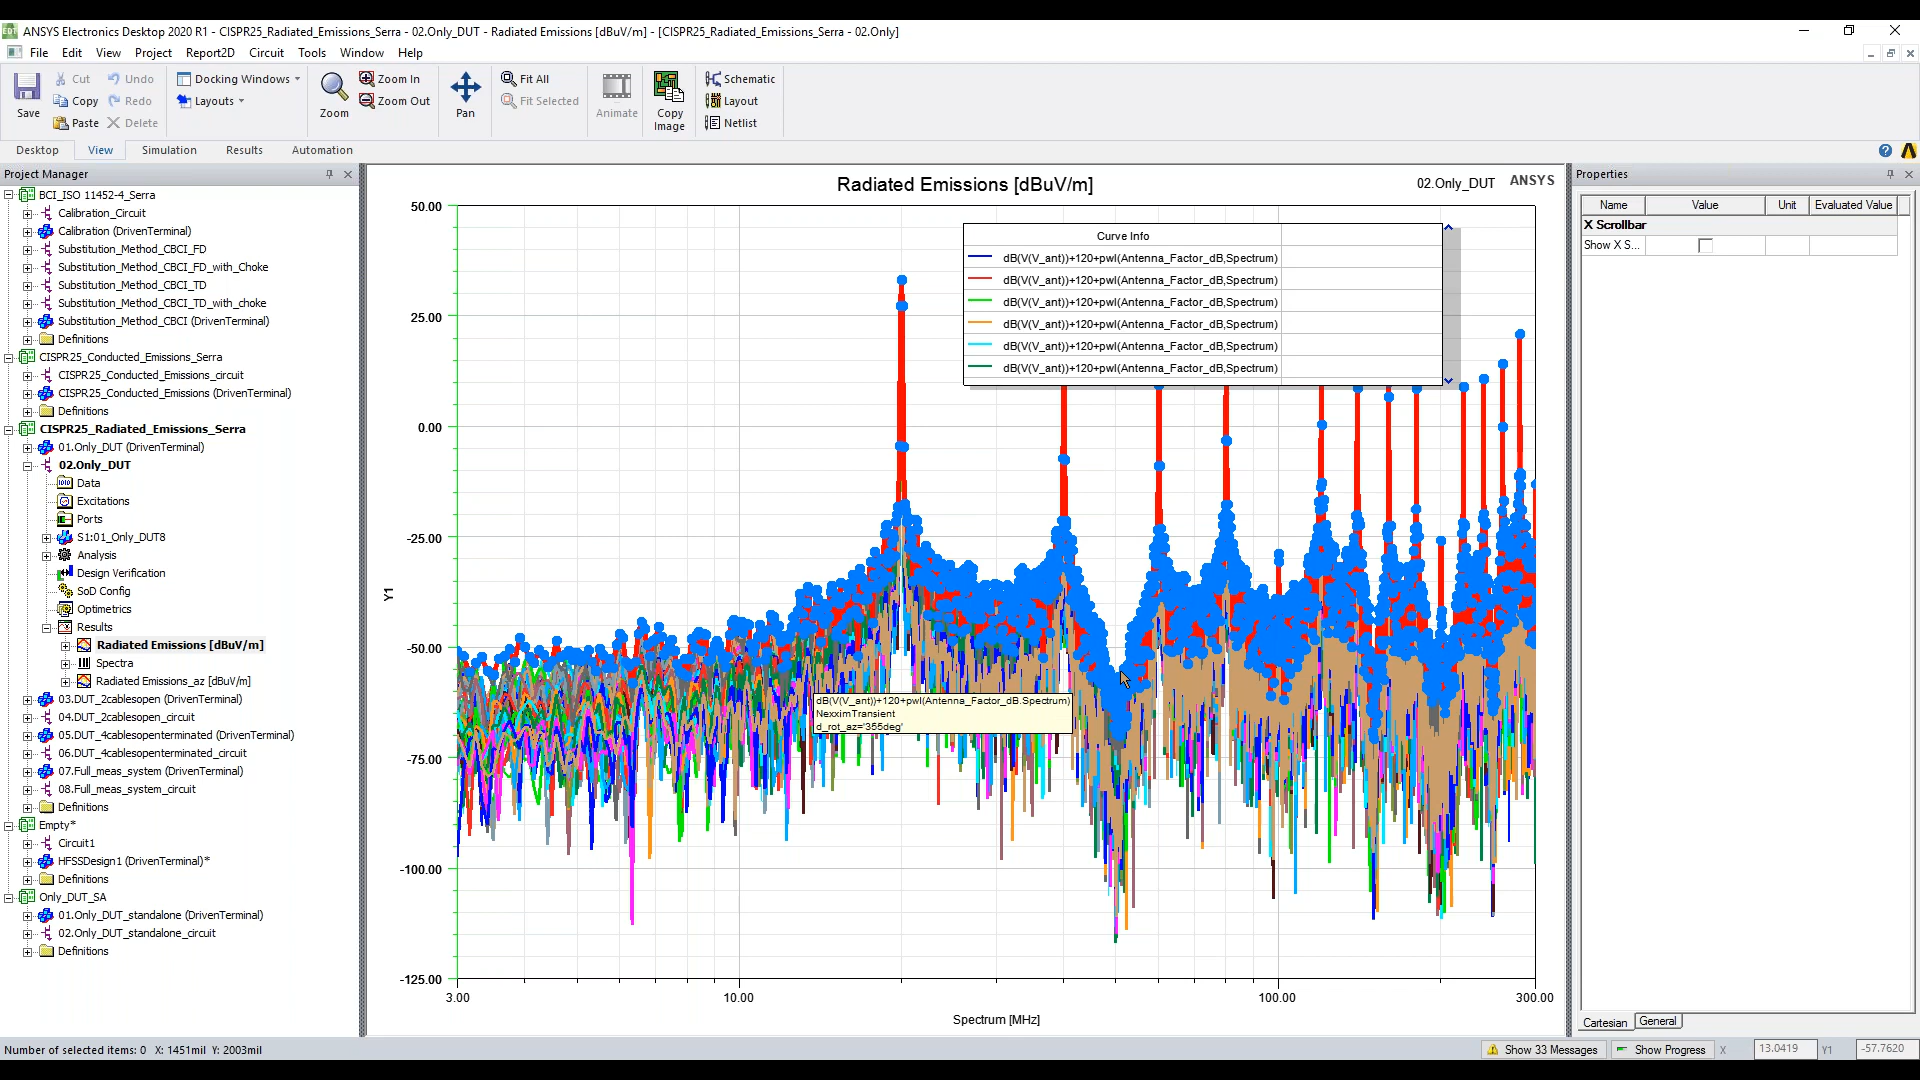 ANSYS Electronics Desktop 2020 R1 - CISPR25_Radiated_Emissions_Serra - 02.Only_DUT - Radiated Emissions [dBuV/m] - [CISPR25_Radiated_Emissions_Serra - 02.Only]
File Edit View Project Report2D Circuit Tools Window Help
Save
Cut
Copy
Paste
Undo
Redo
Delete
Docking Windows
Layouts
Zoom
Zoom In
Zoom Out
Pan
Fit All
Fit Selected
Animate
Copy
Image
Schematic
Layout
Netlist
Desktop View Simulation Results Automation
Project Manager
BCI_ISO 11452-4_Serra
Calibration_Circuit
Calibration (DrivenTerminal)
Substitution_Method_CBCI_FD
Substitution_Method_CBCI_FD_with_Choke
Substitution_Method_CBCI_TD
Substitution_Method_CBCI_TD_with_choke
Substitution_Method_CBCI (DrivenTerminal)
Definitions
CISPR25_Conducted_Emissions_Serra
CISPR25_Conducted_Emissions_circuit
CISPR25_Conducted_Emissions (DrivenTerminal)
Definitions
CISPR25_Radiated_Emissions_Serra
01.Only_DUT (DrivenTerminal)
02.Only_DUT
Data
Excitations
Ports
S1:01_Only_DUT8
Analysis
Design Verification
SoD Config
Optimetrics
Results
Radiated Emissions [dBuV/m]
Spectra
Radiated Emissions_az [dBuV/m]
03.DUT_2cablesopen (DrivenTerminal)
04.DUT_2cablesopen_circuit
05.DUT_4cablesopenterminated (DrivenTerminal)
06.DUT_4cablesopenterminated_circuit
07.Full_meas_system (DrivenTerminal)
08.Full_meas_system_circuit
Definitions
Empty*
Circuit1
HFSSDesign1 (DrivenTerminal)*
Definitions
Only_DUT_SA
01.Only_DUT_standalone (DrivenTerminal)
02.Only_DUT_standalone_circuit
Definitions
Radiated Emissions [dBuV/m]
02.Only_DUT ANSYS
Curve Info
dB(V(V_ant))+120+pwl(Antenna_Factor_dB,Spectrum)
dB(V(V_ant))+120+pwl(Antenna_Factor_dB,Spectrum)
dB(V(V_ant))+120+pwl(Antenna_Factor_dB,Spectrum)
dB(V(V_ant))+120+pwl(Antenna_Factor_dB,Spectrum)
dB(V(V_ant))+120+pwl(Antenna_Factor_dB,Spectrum)
dB(V(V_ant))+120+pwl(Antenna_Factor_dB,Spectrum)
50.00
25.00
0.00
-25.00
-50.00
-75.00
-100.00
-125.00
Y1
dB(V(V_ant))+120+pwl(Antenna_Factor_dB.Spectrum)
NexximTransient
d_rot_az='355deg'
3.00 10.00 100.00 300.00
Spectrum [MHz]
Properties
Name Value Unit Evaluated Value
X Scrollbar
Show X S...
Cartesian General
Number of selected items: 0 X: 1451mil Y: 2003mil
Show 33 Messages Show Progress X 13.0419 Y1 -57.7620